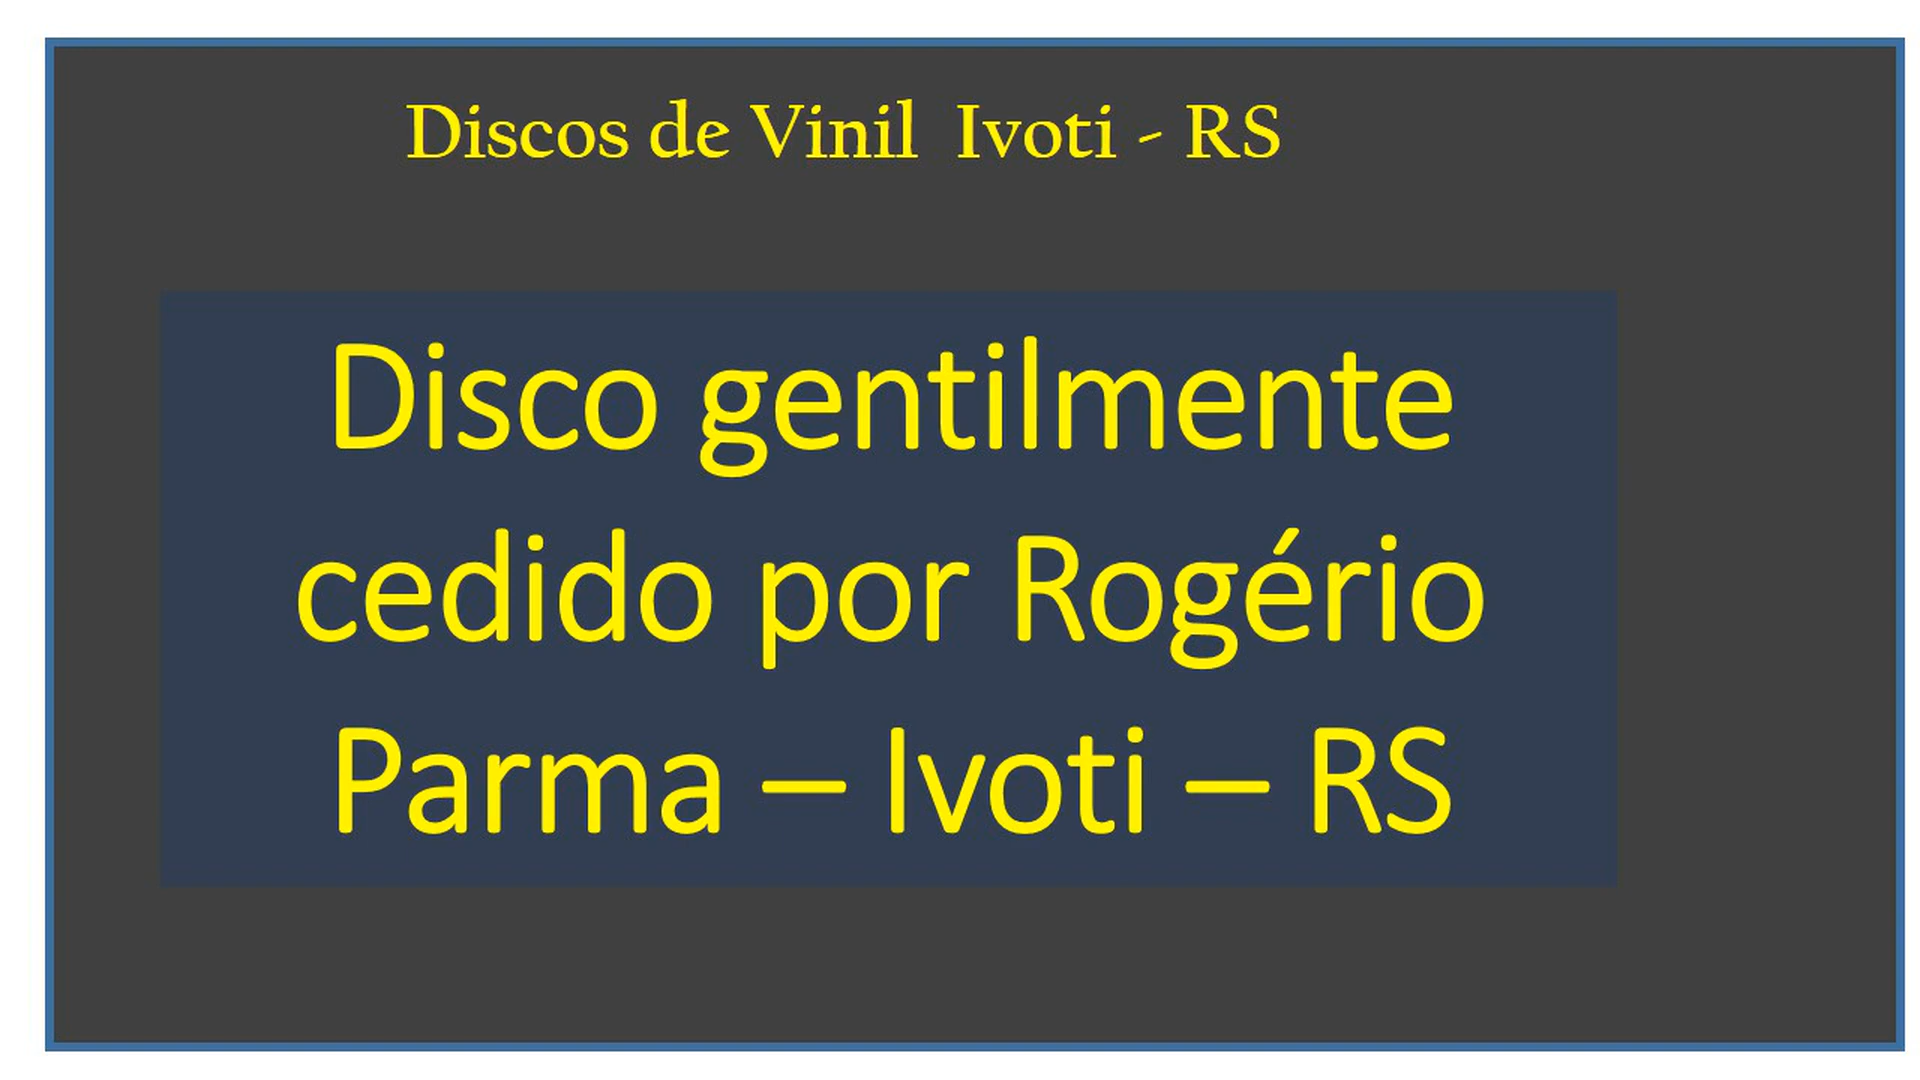 Discos de Vinil  Ivoti - RS
Disco gentilmente
cedido por Rogério
Parma – Ivoti – RS